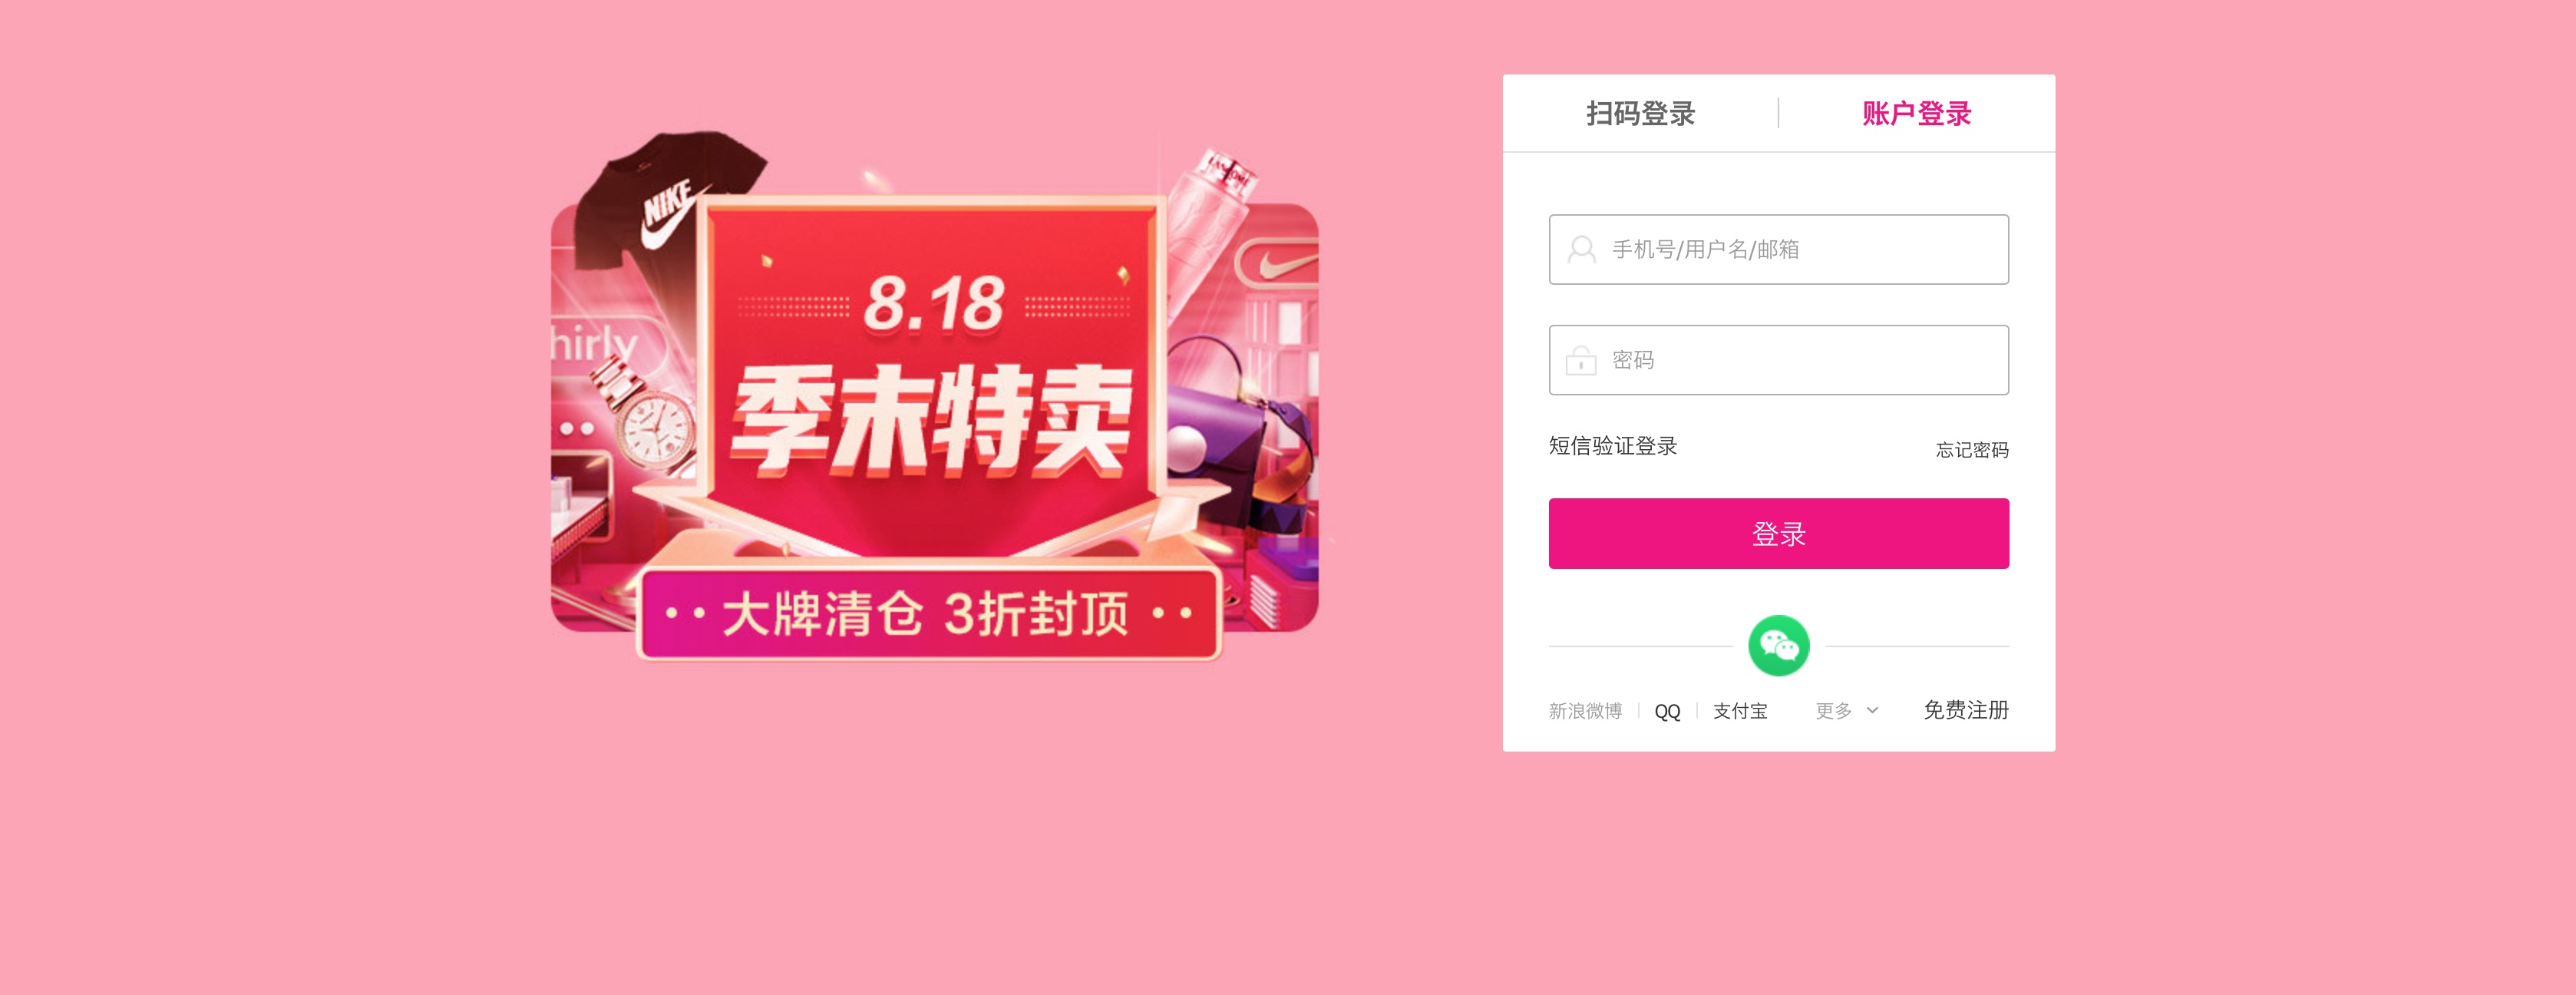 NIKE
8.18
季末特卖
hirly
大牌清仓 3折封顶
扫码登录
账户登录
手机号/用户名/邮箱
密码
短信验证登录
忘记密码
登录
新浪微博
QQ
支付宝
更多
免费注册